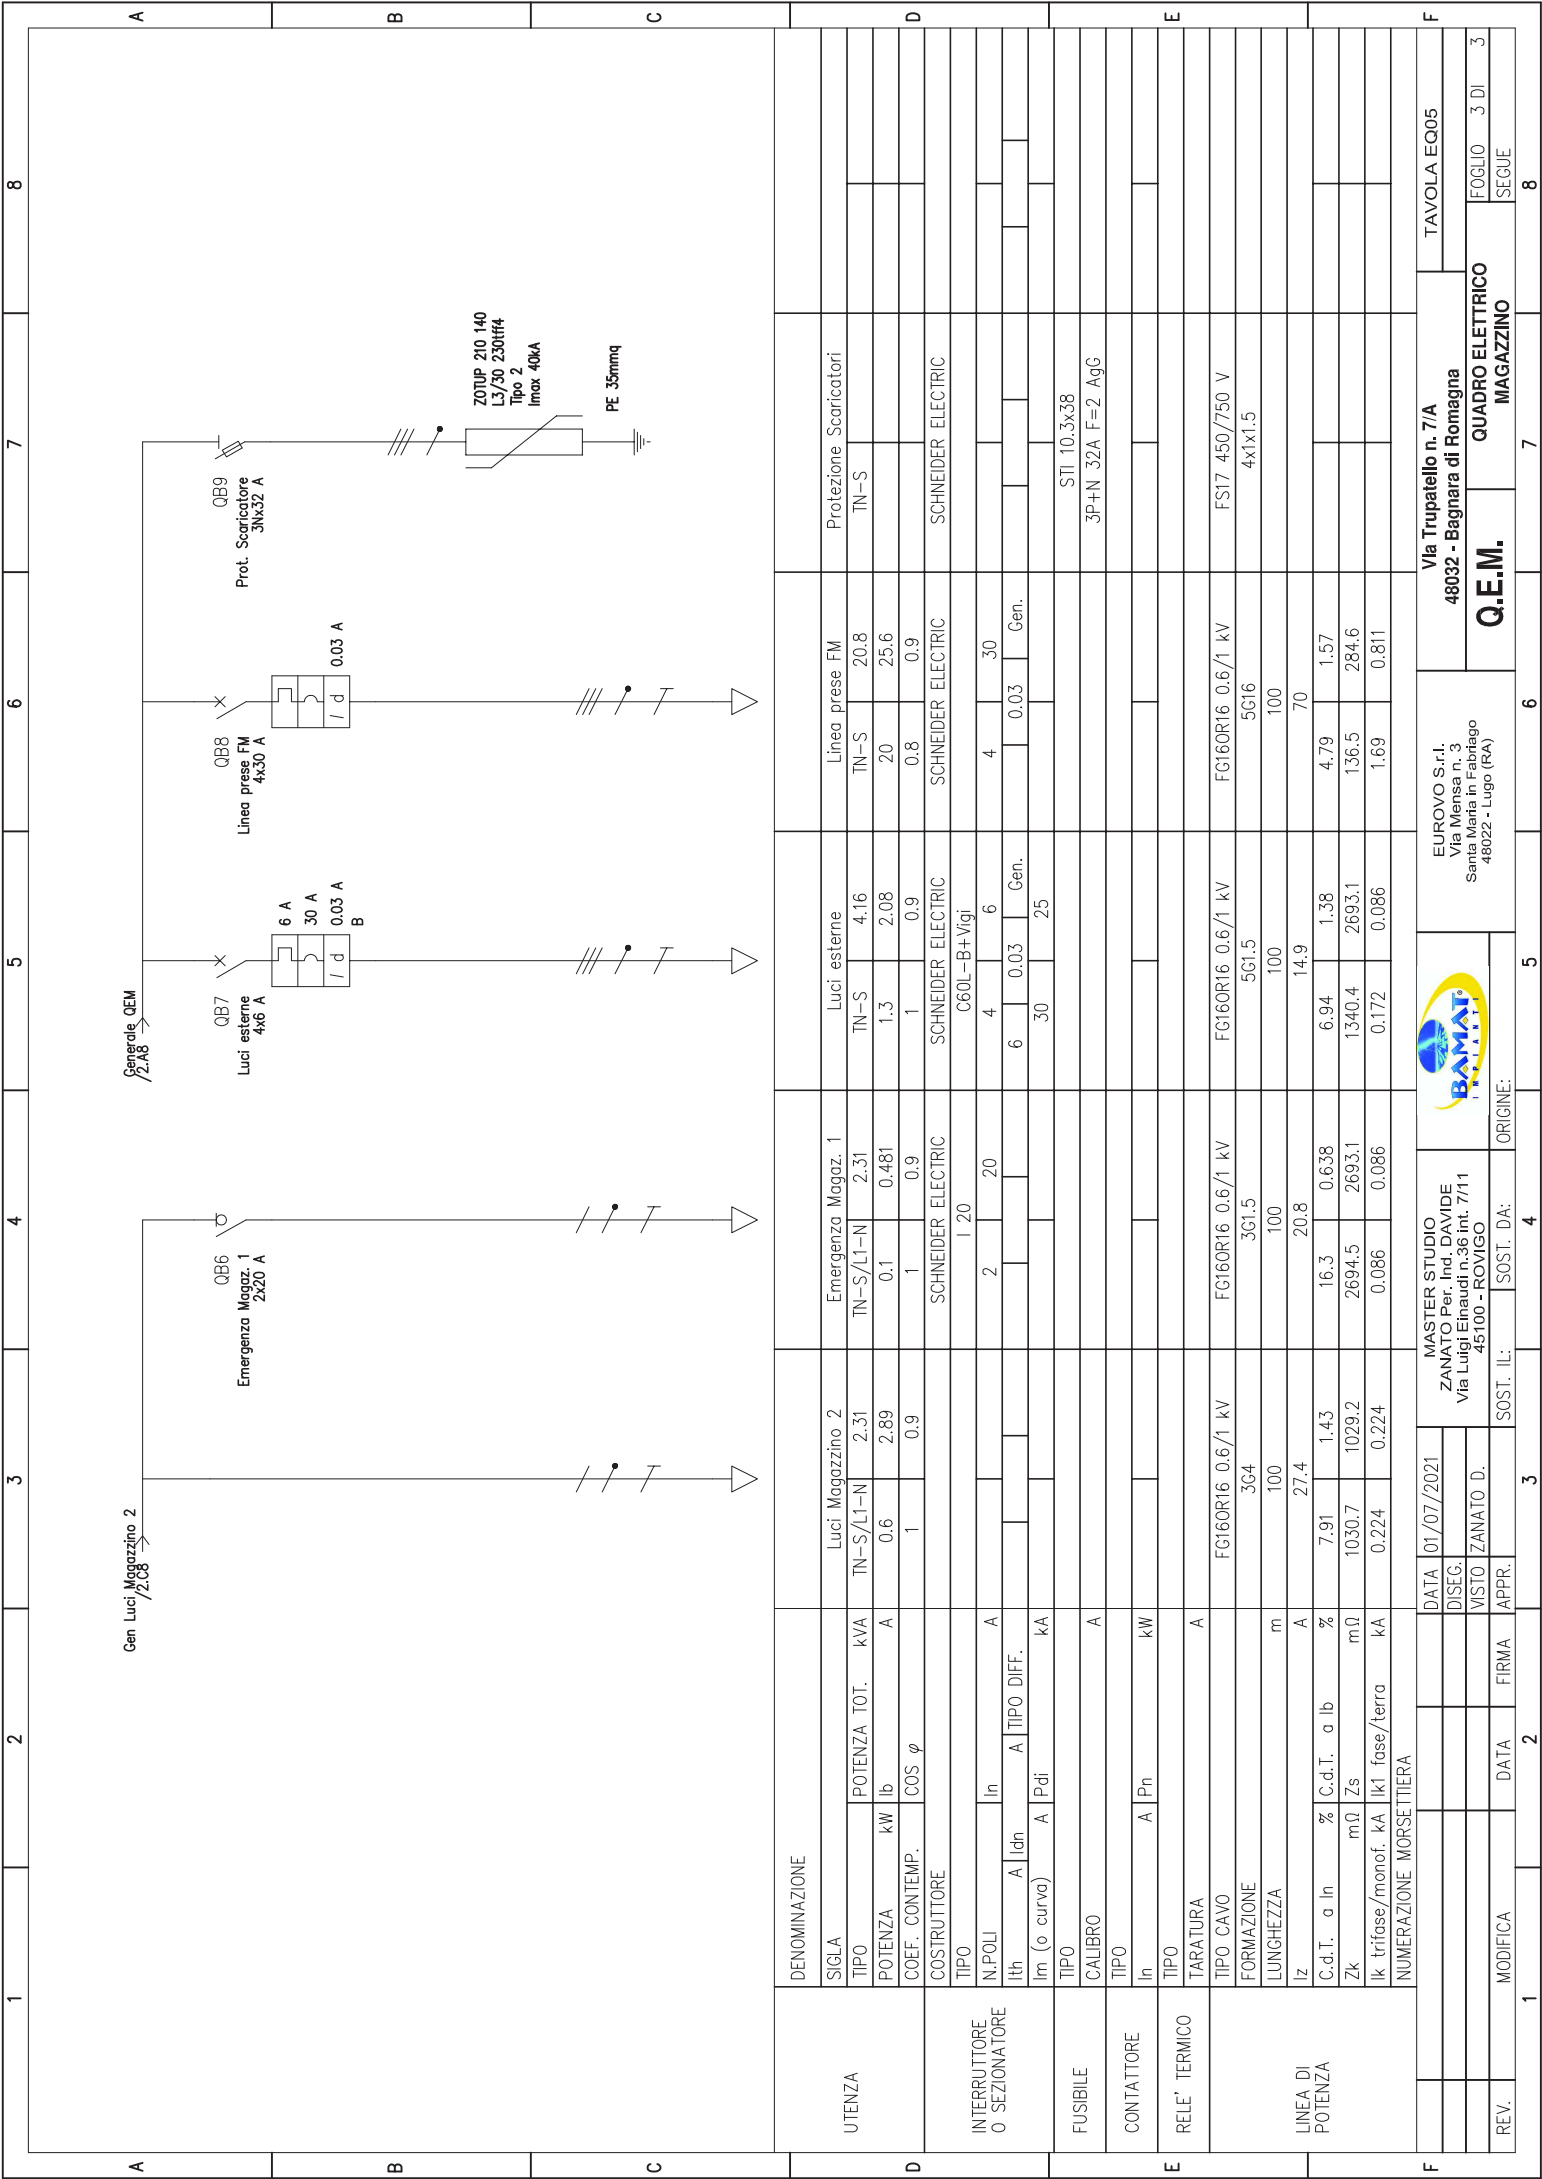 1 2 3 4 5 6 7 8
A
B
C
D
E
F
Gen Luci Magazzino 2
/2.C8
QB6
Emergenza Magaz. 1
2x20 A
Generale QEM
/2.A8
QB7
Luci esterne
4x6 A
6 A
30 A
I d 0.03 A
B
QB8
Linea prese FM
4x30 A
I d 0.03 A
QB9
Prot. Scaricatore
3Nx32 A
ZOTUP 210 140
L3/30 230tff4
Tipo 2
Imax 40kA
PE 35mmq
UTENZA
DENOMINAZIONE
SIGLA Luci Magazzino 2 Emergenza Magaz. 1 Luci esterne Linea prese FM Protezione Scaricatori
TIPO POTENZA TOT. kVA TN-S/L1-N 2.31 TN-S/L1-N 2.31 TN-S 4.16 TN-S 20.8 TN-S
POTENZA kW Ib A 0.6 2.89 0.1 0.481 1.3 2.08 20 25.6
COEF. CONTEMP. COS φ 1 0.9 1 0.9 1 0.9 0.8 0.9
INTERRUTTORE
O SEZIONATORE
COSTRUTTORE SCHNEIDER ELECTRIC SCHNEIDER ELECTRIC SCHNEIDER ELECTRIC SCHNEIDER ELECTRIC
TIPO I 20 C60L-B+Vigi
N.POLI In A 2 20 4 6 4 30
Ith A Idn A TIPO DIFF. 6 0.03 Gen. 0.03 Gen.
Im (o curva) A Pdi kA 30 25
FUSIBILE
TIPO STI 10.3x38
CALIBRO A 3P+N 32A F=2 AgG
CONTATTORE
TIPO
In A Pn kW
RELE' TERMICO
TIPO
TARATURA A
LINEA DI
POTENZA
TIPO CAVO FG16OR16 0.6/1 kV FG16OR16 0.6/1 kV FG16OR16 0.6/1 kV FG16OR16 0.6/1 kV FS17 450/750 V
FORMAZIONE 3G4 3G1.5 5G1.5 5G16 4x1x1.5
LUNGHEZZA m 100 100 100 100
Iz A 27.4 20.8 14.9 70
C.d.T. a In % C.d.T. a Ib % 7.91 1.43 16.3 0.638 6.94 1.38 4.79 1.57
Zk mΩ Zs mΩ 1030.7 1029.2 2694.5 2693.1 1340.4 2693.1 136.5 284.6
Ik trifase/monof. kA Ik1 fase/terra kA 0.224 0.224 0.086 0.086 0.172 0.086 1.69 0.811
NUMERAZIONE MORSETTIERA
REV. MODIFICA DATA FIRMA
DATA 01/07/2021
DISEG.
VISTO ZANATO D.
APPR.
MASTER STUDIO
ZANATO Per. Ind. DAVIDE
Via Luigi Einaudi n.36 int. 7/11
45100 - ROVIGO
SOST. IL: SOST. DA: ORIGINE:
BAMAT®
IMPIANTI
EUROVO S.r.l.
Via Mensa n. 3
Santa Maria in Fabriago
48022 - Lugo (RA)
VIa Trupatello n. 7/A
48032 - Bagnara di Romagna
Q.E.M.
QUADRO ELETTRICO
MAGAZZINO
TAVOLA EQ05
FOGLIO 3 DI 3
SEGUE
1 2 3 4 5 6 7 8
A
B
C
D
E
F